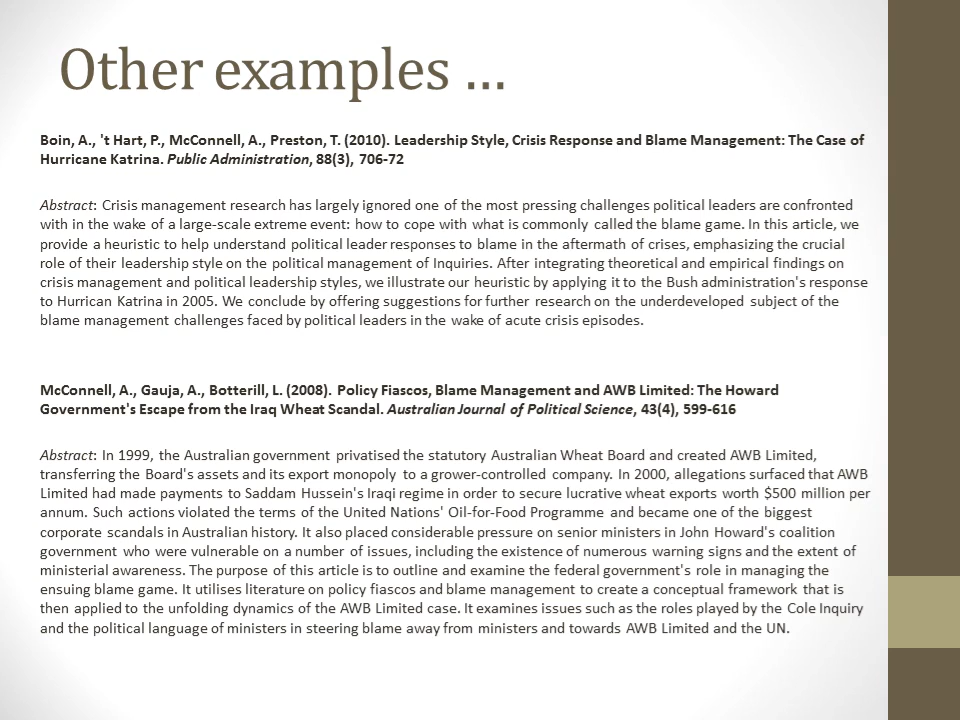 Other examples …
Boin, A., 't Hart, P., McConnell, A., Preston, T. (2010). Leadership Style, Crisis Response and Blame Management: The Case of
Hurricane Katrina. Public Administration, 88(3), 706-72
Abstract: Crisis management research has largely ignored one of the most pressing challenges political leaders are confronted
with in the wake of a large-scale extreme event: how to cope with what is commonly called the blame game. In this article, we
provide a heuristic to help understand political leader responses to blame in the aftermath of crises, emphasizing the crucial
role of their leadership style on the political management of Inquiries. After integrating theoretical and empirical findings on
crisis management and political leadership styles, we illustrate our heuristic by applying it to the Bush administration's response
to Hurrican Katrina in 2005. We conclude by offering suggestions for further research on the underdeveloped subject of the
blame management challenges faced by political leaders in the wake of acute crisis episodes.
McConnell, A., Gauja, A., Botterill, L. (2008). Policy Fiascos, Blame Management and AWB Limited: The Howard
Government's Escape from the Iraq Wheat Scandal. Australian Journal of Political Science, 43(4), 599-616
Abstract: In 1999, the Australian government privatised the statutory Australian Wheat Board and created AWB Limited,
transferring the Board's assets and its export monopoly to a grower-controlled company. In 2000, allegations surfaced that AWB
Limited had made payments to Saddam Hussein's Iraqi regime in order to secure lucrative wheat exports worth $500 million per
annum. Such actions violated the terms of the United Nations' Oil-for-Food Programme and became one of the biggest
corporate scandals in Australian history. It also placed considerable pressure on senior ministers in John Howard's coalition
government who were vulnerable on a number of issues, including the existence of numerous warning signs and the extent of
ministerial awareness. The purpose of this article is to outline and examine the federal government's role in managing the
ensuing blame game. It utilises literature on policy fiascos and blame management to create a conceptual framework that is
then applied to the unfolding dynamics of the AWB Limited case. It examines issues such as the roles played by the Cole Inquiry
and the political language of ministers in steering blame away from ministers and towards AWB Limited and the UN.